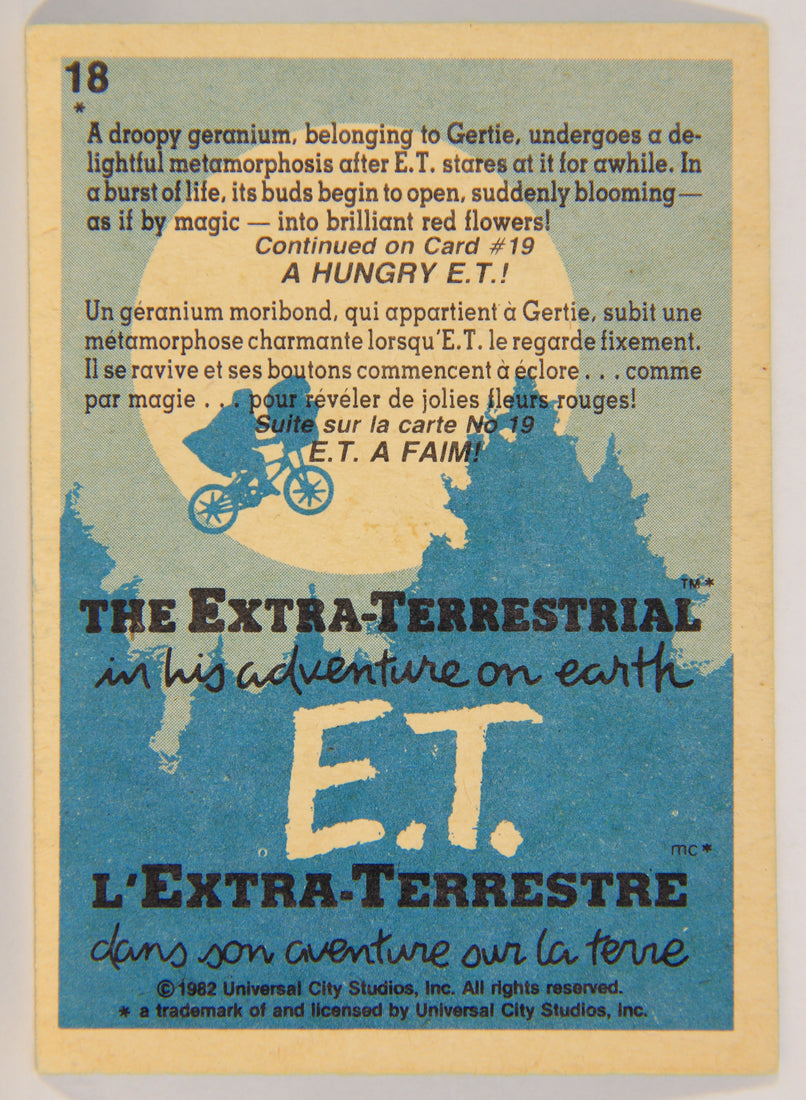 18
*
A droopy geranium, belonging to Gertie, undergoes a de-
lightful metamorphosis after E.T. stares at it for awhile. In
a burst of life, its buds begin to open, suddenly blooming—
as if by magic — into brilliant red flowers!
Continued on Card #19
A HUNGRY E.T.!
Un géranium moribond, qui appartient à Gertie, subit une
métamorphose charmante lorsqu'E.T. le regarde fixement.
Il se ravive et ses boutons commencent à éclore . . . comme
par magie . . . pour révéler de jolies fleurs rouges!
Suite sur la carte No 19
E.T. A FAIM!
THE EXTRA-TERRESTRIAL TM*
in his adventure on earth
E.T.
mc*
L'EXTRA-TERRESTRE
dans son aventure sur la terre
©1982 Universal City Studios, Inc. All rights reserved.
* a trademark of and licensed by Universal City Studios, Inc.